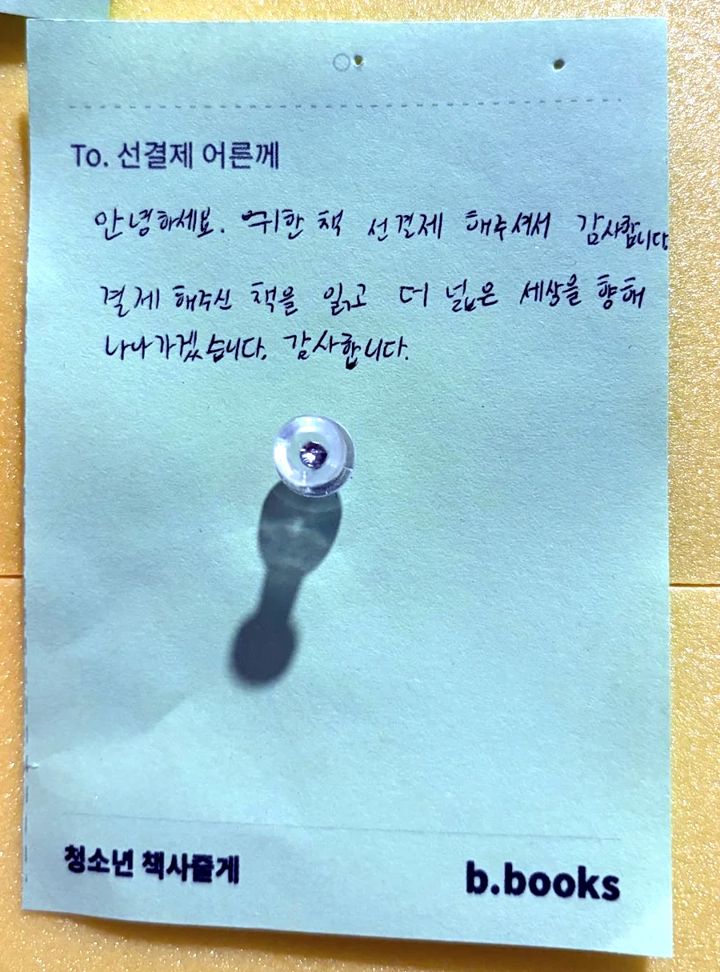 To. 선결제 어른께
안녕하세요. 귀한 책 선결제 해주셔서 감사합니다
결제 해주신 책을 읽고 더 넓은 세상을 향해
나나가겠습니다. 감사합니다.
청소년 책사줄게
b.books